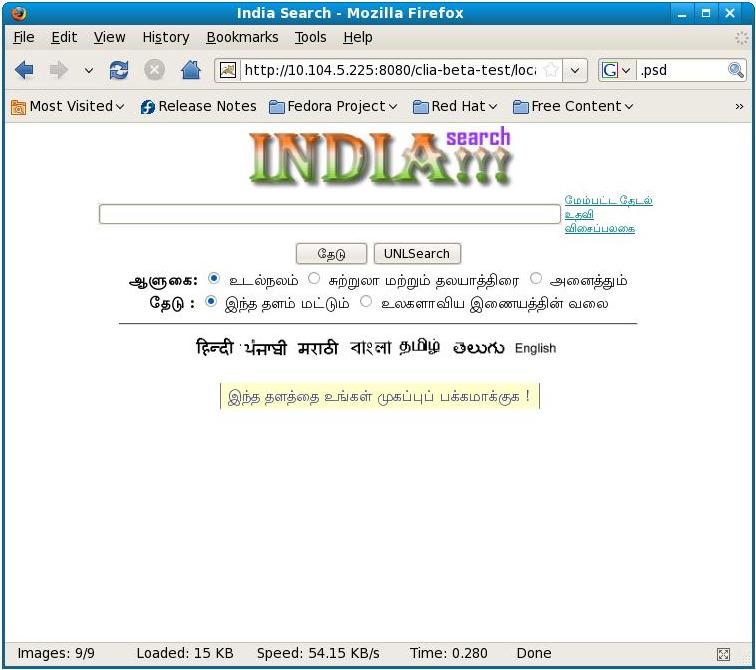 India Search - Mozilla Firefox
File Edit View History Bookmarks Tools Help
http://10.104.5.225:8080/clia-beta-test/loca G .psd
Most Visited Release Notes Fedora Project Red Hat Free Content »
INDIA search !!!
மேம்பட்ட தேடல்
உதவி
விசைப்பலகை
தேடு UNLSearch
ஆளுகை: உடல்நலம் சுற்றுலா மற்றும் தலயாத்திரை அனைத்தும்
தேடு : இந்த தளம் மட்டும் உலகளாவிய இணையத்தின் வலை
हिन्दी ਪੰਜਾਬੀ मराठी বাংলা தமிழ் తెలుగు English
இந்த தளத்தை உங்கள் முகப்புப் பக்கமாக்குக !
Images: 9/9 Loaded: 15 KB Speed: 54.15 KB/s Time: 0.280 Done